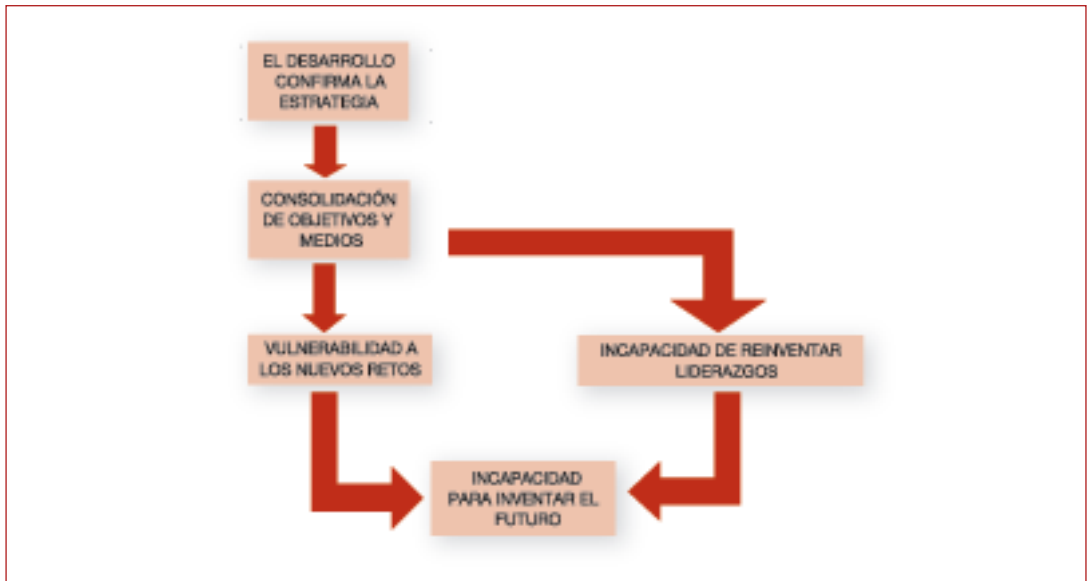 EL DESARROLLO
CONFIRMA LA
ESTRATEGIA
CONSOLIDACIÓN
DE OBJETIVOS Y
MEDIOS
VULNERABILIDAD A
LOS NUEVOS RETOS
INCAPACIDAD DE REINVENTAR
LIDERAZGOS
INCAPACIDAD
PARA INVENTAR EL
FUTURO